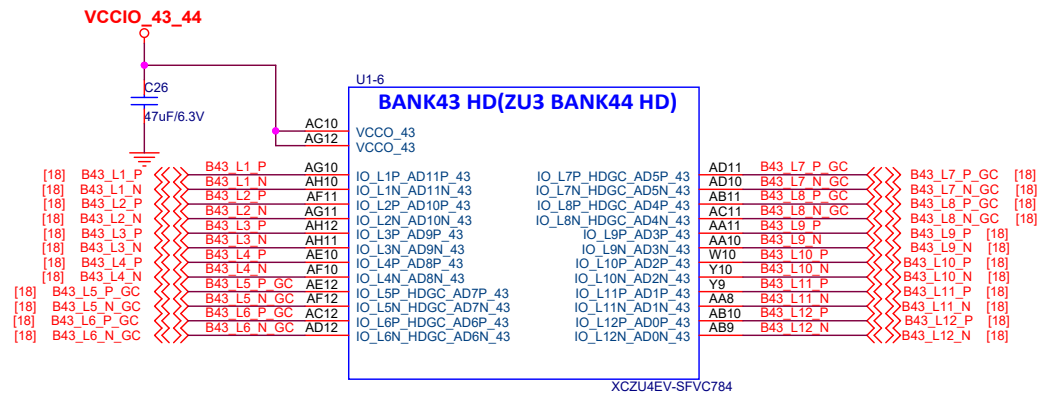 VCCIO_43_44
C26
47uF/6.3V
U1-6
BANK43 HD(ZU3 BANK44 HD)
AC10 VCCO_43
AG12 VCCO_43
[18] B43_L1_P B43_L1_P AG10 IO_L1P_AD11P_43
[18] B43_L1_N B43_L1_N AH10 IO_L1N_AD11N_43
[18] B43_L2_P B43_L2_P AF11 IO_L2P_AD10P_43
[18] B43_L2_N B43_L2_N AG11 IO_L2N_AD10N_43
[18] B43_L3_P B43_L3_P AH12 IO_L3P_AD9P_43
[18] B43_L3_N B43_L3_N AH11 IO_L3N_AD9N_43
[18] B43_L4_P B43_L4_P AE10 IO_L4P_AD8P_43
[18] B43_L4_N B43_L4_N AF10 IO_L4N_AD8N_43
[18] B43_L5_P_GC B43_L5_P_GC AE12 IO_L5P_HDGC_AD7P_43
[18] B43_L5_N_GC B43_L5_N_GC AF12 IO_L5N_HDGC_AD7N_43
[18] B43_L6_P_GC B43_L6_P_GC AC12 IO_L6P_HDGC_AD6P_43
[18] B43_L6_N_GC B43_L6_N_GC AD12 IO_L6N_HDGC_AD6N_43
IO_L7P_HDGC_AD5P_43 AD11 B43_L7_P_GC B43_L7_P_GC [18]
IO_L7N_HDGC_AD5N_43 AD10 B43_L7_N_GC B43_L7_N_GC [18]
IO_L8P_HDGC_AD4P_43 AB11 B43_L8_P_GC B43_L8_P_GC [18]
IO_L8N_HDGC_AD4N_43 AC11 B43_L8_N_GC B43_L8_N_GC [18]
IO_L9P_AD3P_43 AA11 B43_L9_P B43_L9_P [18]
IO_L9N_AD3N_43 AA10 B43_L9_N B43_L9_N [18]
IO_L10P_AD2P_43 W10 B43_L10_P B43_L10_P [18]
IO_L10N_AD2N_43 Y10 B43_L10_N B43_L10_N [18]
IO_L11P_AD1P_43 Y9 B43_L11_P B43_L11_P [18]
IO_L11N_AD1N_43 AA8 B43_L11_N B43_L11_N [18]
IO_L12P_AD0P_43 AB10 B43_L12_P B43_L12_P [18]
IO_L12N_AD0N_43 AB9 B43_L12_N B43_L12_N [18]
XCZU4EV-SFVC784